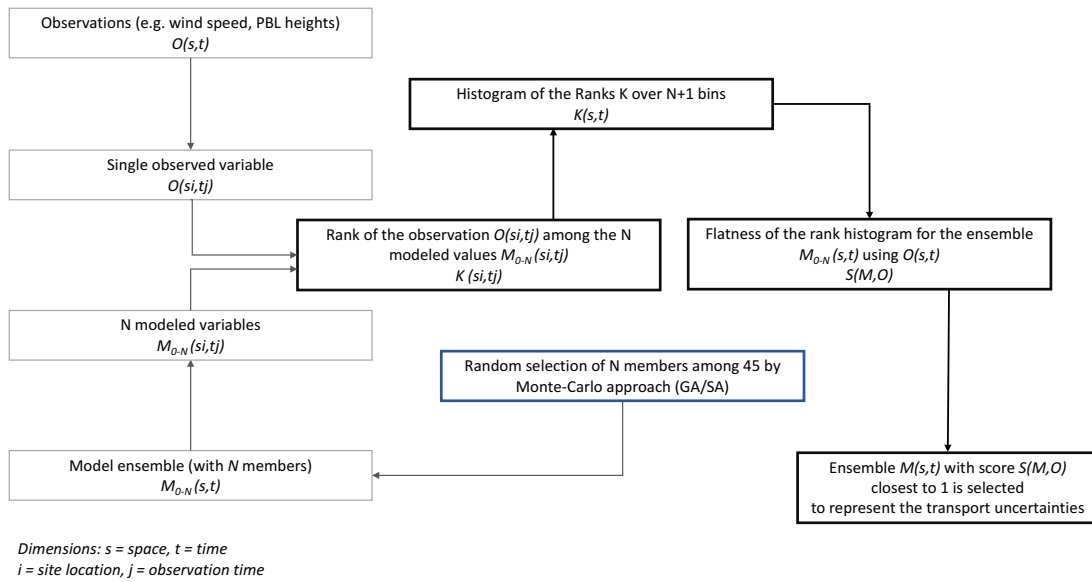 Observations (e.g. wind speed, PBL heights)
O(s,t)
Histogram of the Ranks K over N+1 bins
K(s,t)
Single observed variable
O(si,tj)
Rank of the observation O(si,tj) among the N
modeled values M0-N(si,tj)
K (si,tj)
Flatness of the rank histogram for the ensemble
M0-N(s,t) using O(s,t)
S(M,O)
N modeled variables
M0-N(si,tj)
Random selection of N members among 45 by
Monte-Carlo approach (GA/SA)
Model ensemble (with N members)
M0-N(s,t)
Ensemble M(s,t) with score S(M,O)
closest to 1 is selected
to represent the transport uncertainties
Dimensions: s = space, t = time
i = site location, j = observation time